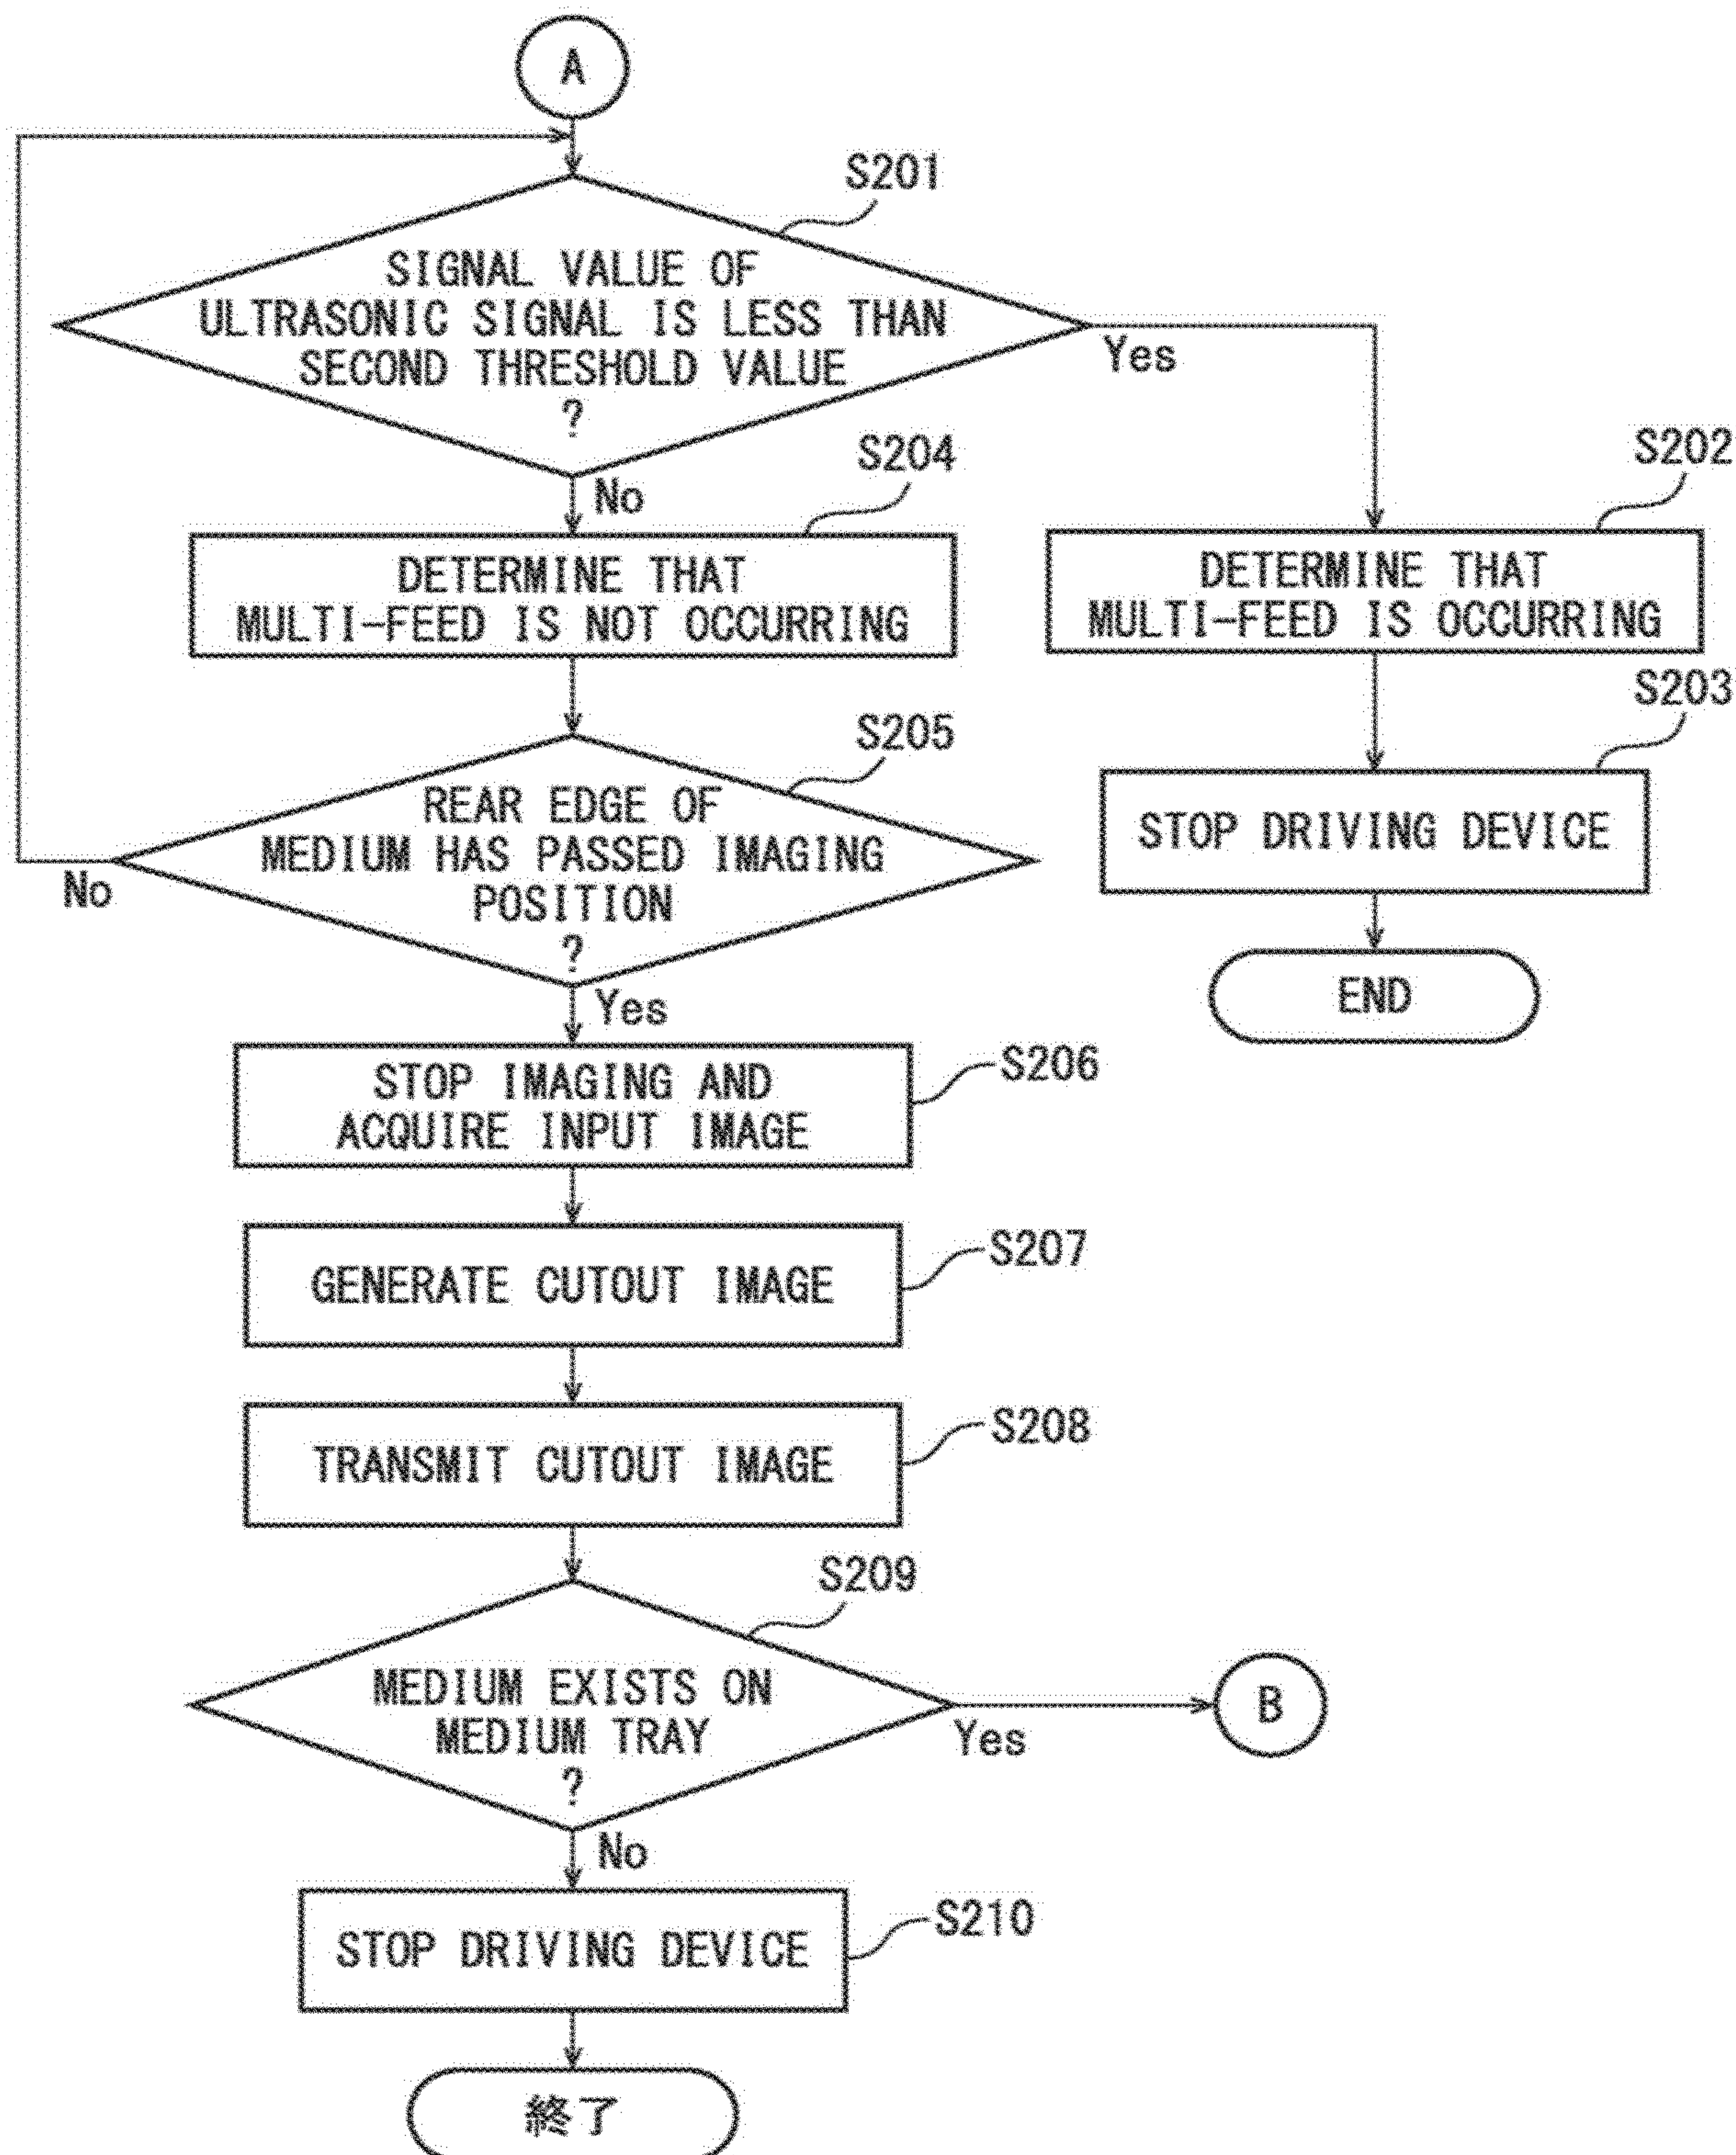 A
S201
SIGNAL VALUE OF
ULTRASONIC SIGNAL IS LESS THAN
SECOND THRESHOLD VALUE
?
Yes
No
S204
DETERMINE THAT
MULTI-FEED IS NOT OCCURRING
S202
DETERMINE THAT
MULTI-FEED IS OCCURRING
S203
STOP DRIVING DEVICE
END
S205
REAR EDGE OF
MEDIUM HAS PASSED IMAGING
POSITION
?
No
Yes
S206
STOP IMAGING AND
ACQUIRE INPUT IMAGE
S207
GENERATE CUTOUT IMAGE
S208
TRANSMIT CUTOUT IMAGE
S209
MEDIUM EXISTS ON
MEDIUM TRAY
?
Yes
B
No
S210
STOP DRIVING DEVICE
終了